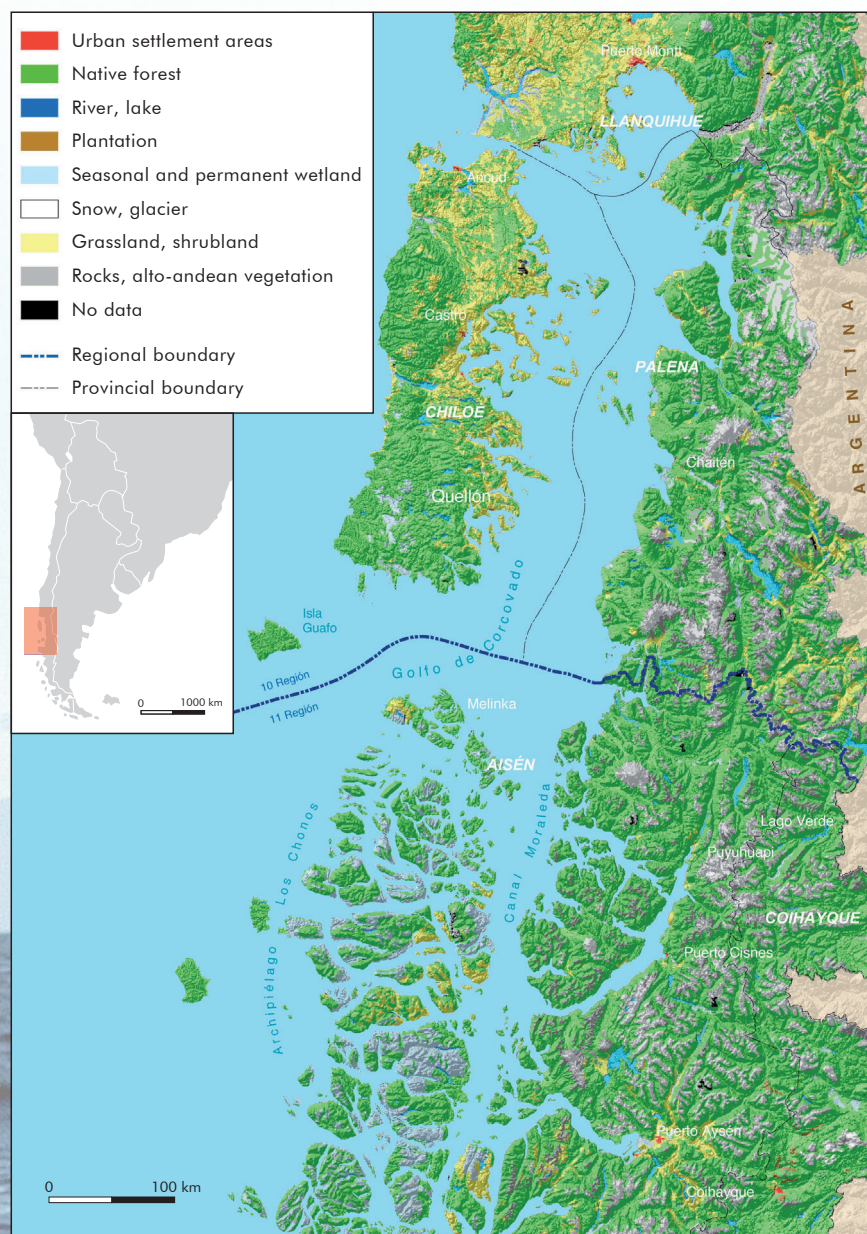 Urban settlement areas
Native forest
River, lake
Plantation
Seasonal and permanent wetland
Snow, glacier
Grassland, shrubland
Rocks, alto-andean vegetation
No data
Regional boundary
Provincial boundary
0 1000 km
Puerto Montt
LLANQUIHUE
Ancud
Castro
CHILOÉ
Quellón
PALENA
Chaitén
ARGENTINA
Isla
Guafo
Golfo de Corcovado
10 Región
11 Región
Melinka
AISÉN
Archipiélago Los Chonos
Canal Moraleda
Lago Verde
Puyuhuapi
COIHAYQUE
Puerto Cisnes
Puerto Aysén
Coihayque
0 100 km